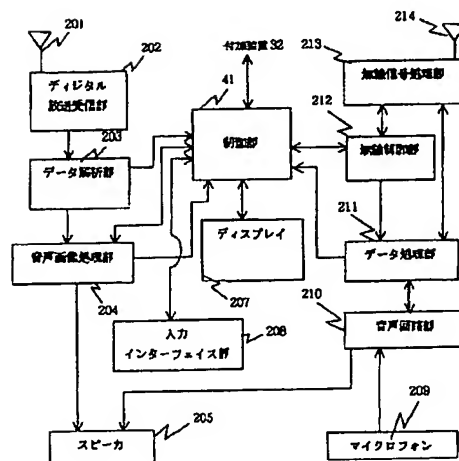 201
202
ディジタル
放送受信部
203
データ解析部
音声画像処理部
204
スピーカ
205
付加装置32
41
制御部
ディスプレイ
207
入力
インターフェイス部
208
214
213
無線信号処理部
212
無線制御部
211
データ処理部
210
音声回路部
209
マイクロフォン